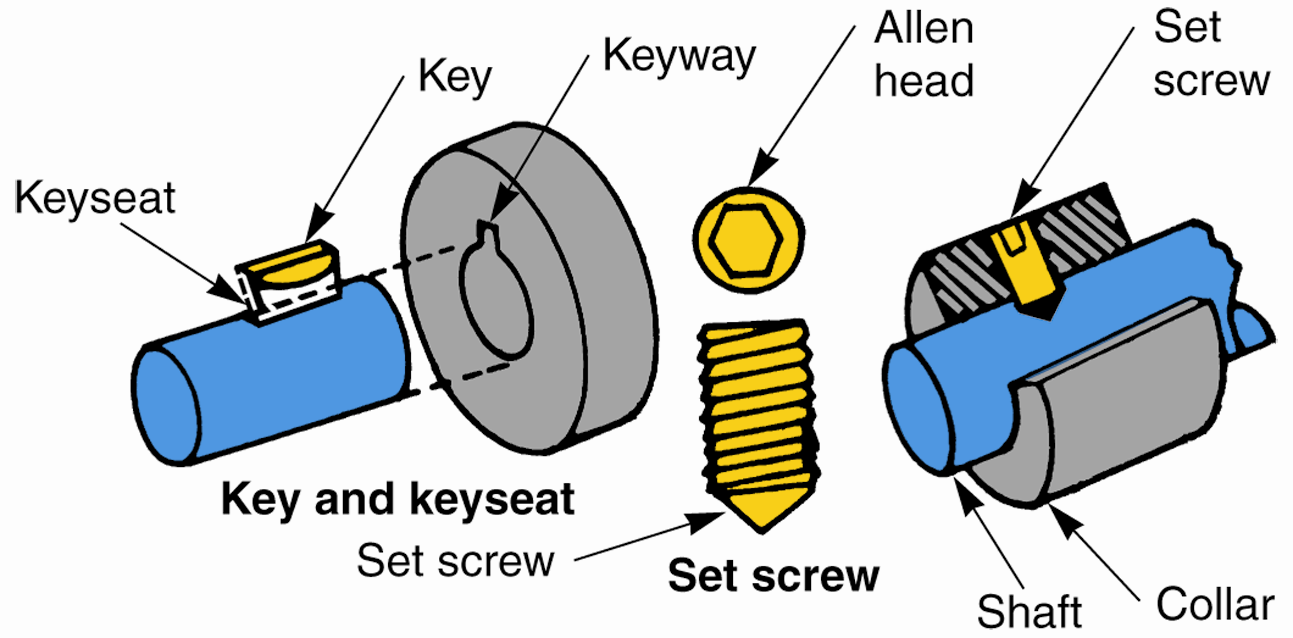 Key
Keyway
Allen
head
Set
screw
Keyseat
Key and keyseat
Set screw
Set screw
Shaft
Collar